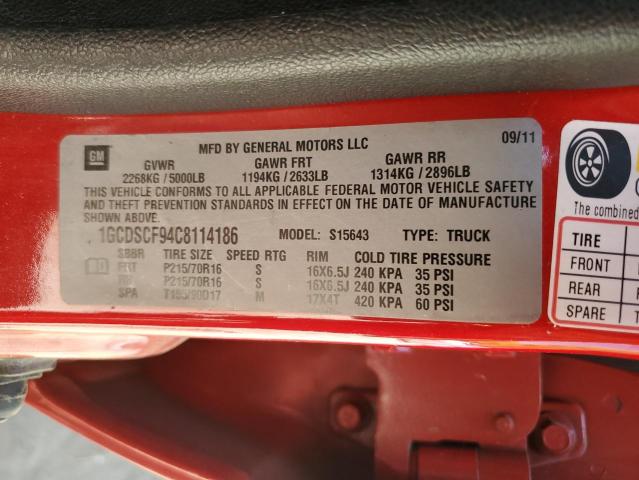 GM
MFD BY GENERAL MOTORS LLC 09/11
GVWR GAWR FRT GAWR RR
2268KG / 5000LB 1194KG / 2633LB 1314KG / 2896LB
THIS VEHICLE CONFORMS TO ALL APPLICABLE FEDERAL MOTOR VEHICLE SAFETY
AND THEFT PREVENTION STANDARDS IN EFFECT ON THE DATE OF MANUFACTURE
SHOWN ABOVE.
1GCDSCF94C8114186 MODEL: S15643 TYPE: TRUCK
SBBR TIRE SIZE SPEED RTG RIM COLD TIRE PRESSURE
FRT P215/70R16 S 16X6.5J 240 KPA 35 PSI
RR P215/70R16 S 16X6.5J 240 KPA 35 PSI
SPA T155/90D17 M 17X4T 420 KPA 60 PSI
The combined
TIRE
FRONT
REAR
SPARE